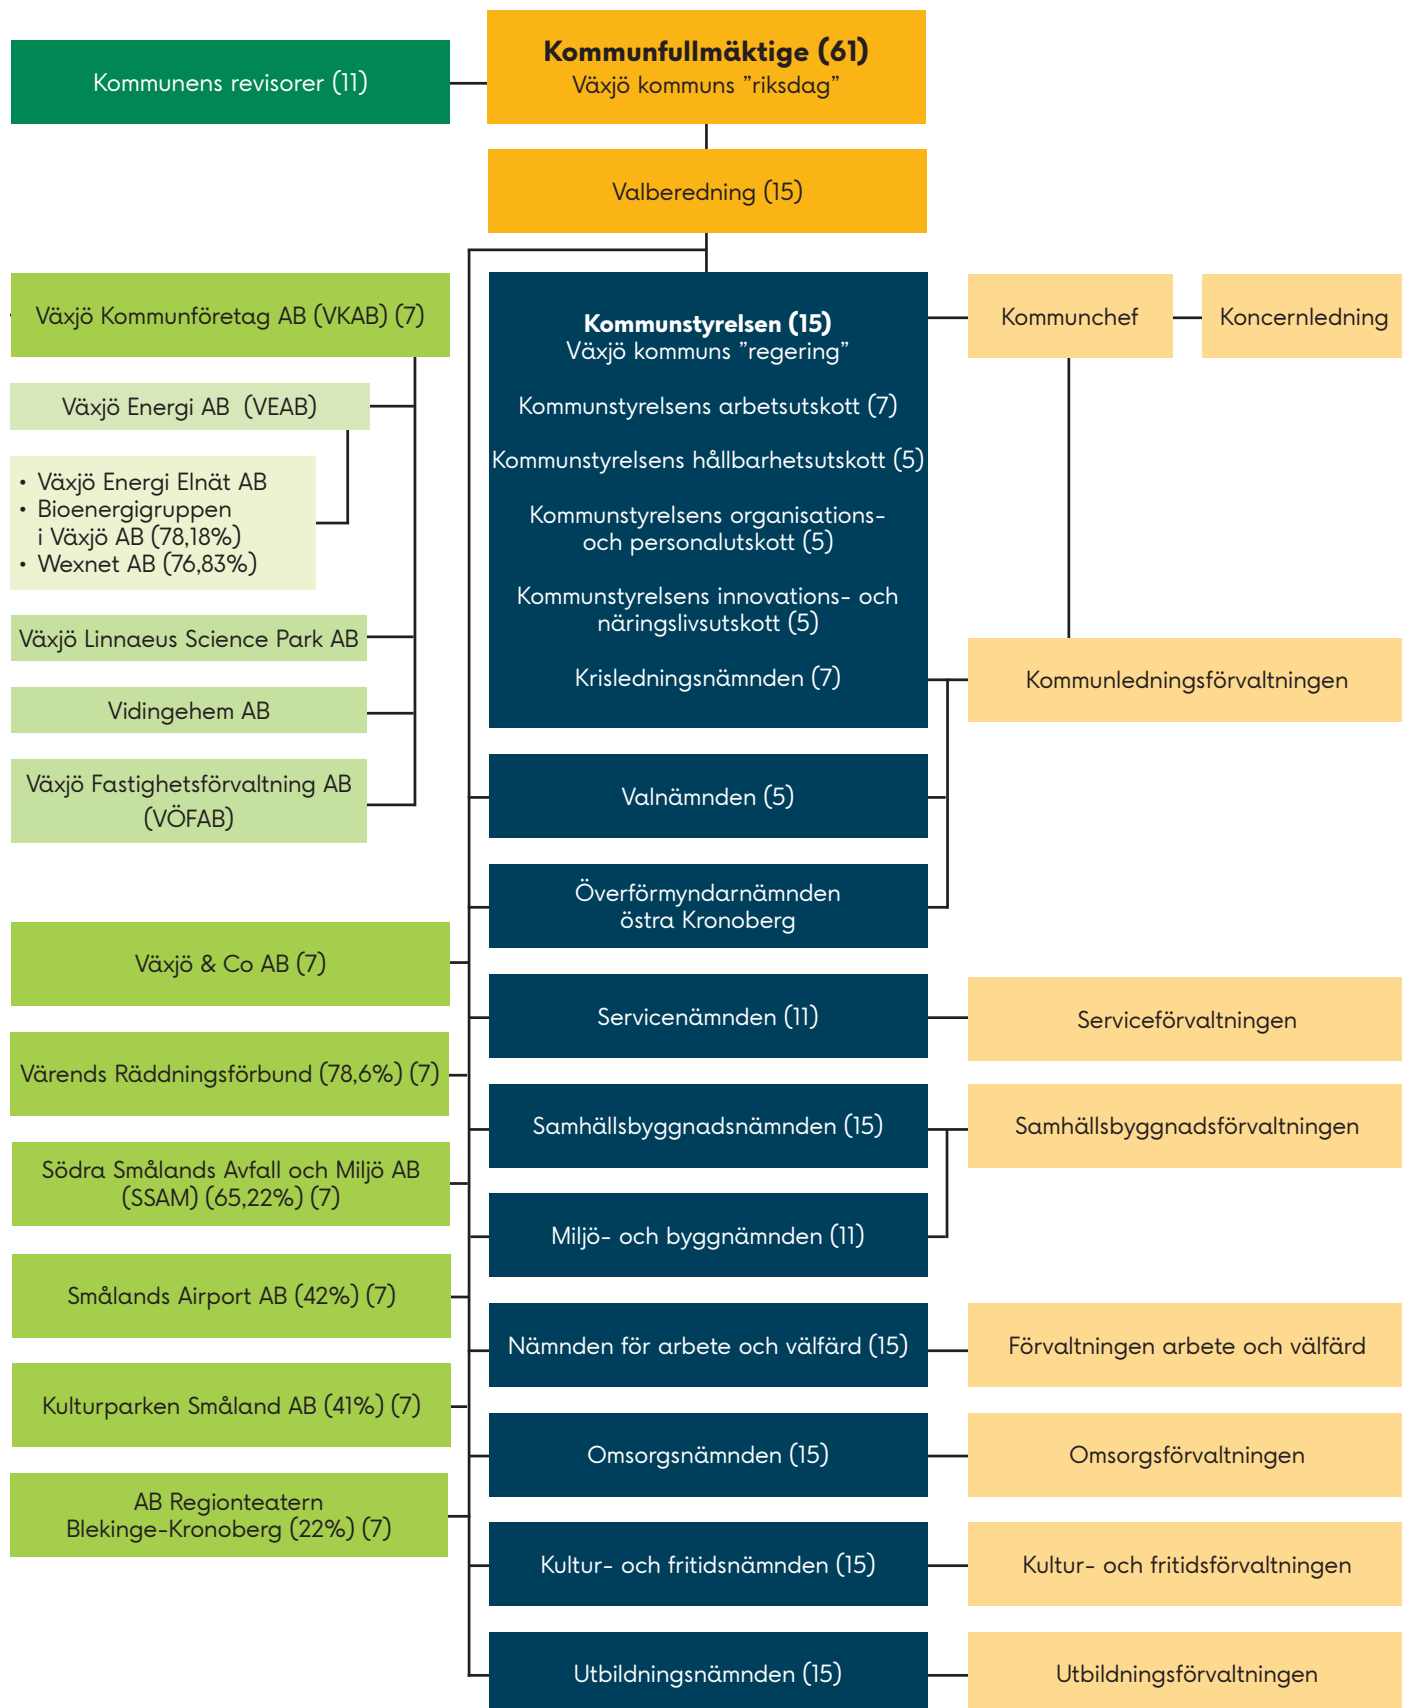 Kommunfullmäktige (61)
Växjö kommuns ”riksdag”
Kommunens revisorer (11)
Valberedning (15)
Växjö Kommunföretag AB (VKAB) (7)
Växjö Energi AB (VEAB)
• Växjö Energi Elnät AB
• Bioenergigruppen
i Växjö AB (78,18%)
• Wexnet AB (76,83%)
Växjö Linnaeus Science Park AB
Vidingehem AB
Växjö Fastighetsförvaltning AB
(VÖFAB)
Växjö & Co AB (7)
Värends Räddningsförbund (78,6%) (7)
Södra Smålands Avfall och Miljö AB
(SSAM) (65,22%) (7)
Smålands Airport AB (42%) (7)
Kulturparken Småland AB (41%) (7)
AB Regionteatern
Blekinge-Kronoberg (22%) (7)
Kommunstyrelsen (15)
Växjö kommuns ”regering”
Kommunstyrelsens arbetsutskott (7)
Kommunstyrelsens hållbarhetsutskott (5)
Kommunstyrelsens organisations-
och personalutskott (5)
Kommunstyrelsens innovations- och
näringslivsutskott (5)
Krisledningsnämnden (7)
Valnämnden (5)
Överförmyndarnämnden
östra Kronoberg
Servicenämnden (11)
Samhällsbyggnadsnämnden (15)
Miljö- och byggnämnden (11)
Nämnden för arbete och välfärd (15)
Omsorgsnämnden (15)
Kultur- och fritidsnämnden (15)
Utbildningsnämnden (15)
Kommunchef
Koncernledning
Kommunledningsförvaltningen
Serviceförvaltningen
Samhällsbyggnadsförvaltningen
Förvaltningen arbete och välfärd
Omsorgsförvaltningen
Kultur- och fritidsförvaltningen
Utbildningsförvaltningen